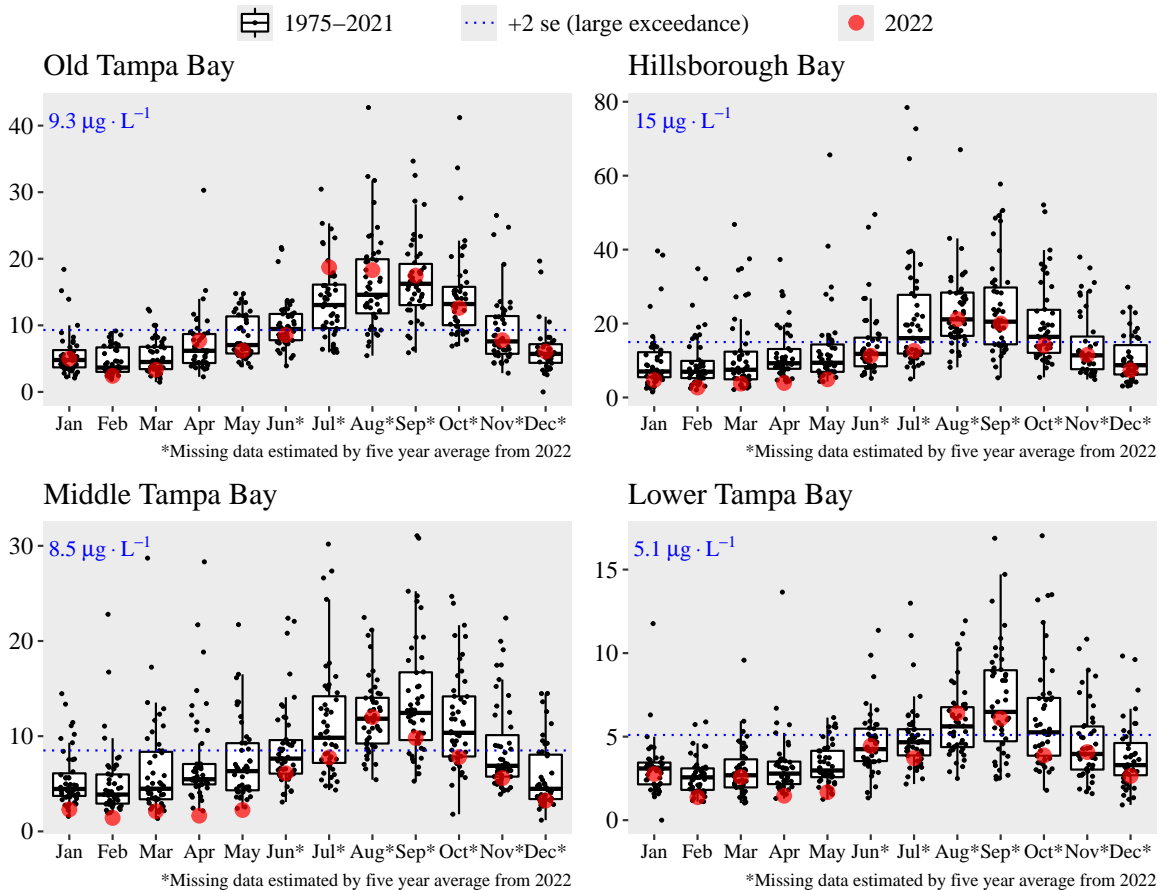 1975–2021 +2 se (large exceedance) 2022
Old Tampa Bay
9.3 μg · L⁻¹
40
30
20
10
0
Jan Feb Mar Apr May Jun* Jul* Aug* Sep* Oct* Nov* Dec*
*Missing data estimated by five year average from 2022
Hillsborough Bay
15 μg · L⁻¹
80
60
40
20
0
Jan Feb Mar Apr May Jun* Jul* Aug* Sep* Oct* Nov* Dec*
*Missing data estimated by five year average from 2022
Middle Tampa Bay
8.5 μg · L⁻¹
30
20
10
0
Jan Feb Mar Apr May Jun* Jul* Aug* Sep* Oct* Nov* Dec*
*Missing data estimated by five year average from 2022
Lower Tampa Bay
5.1 μg · L⁻¹
15
10
5
0
Jan Feb Mar Apr May Jun* Jul* Aug* Sep* Oct* Nov* Dec*
*Missing data estimated by five year average from 2022